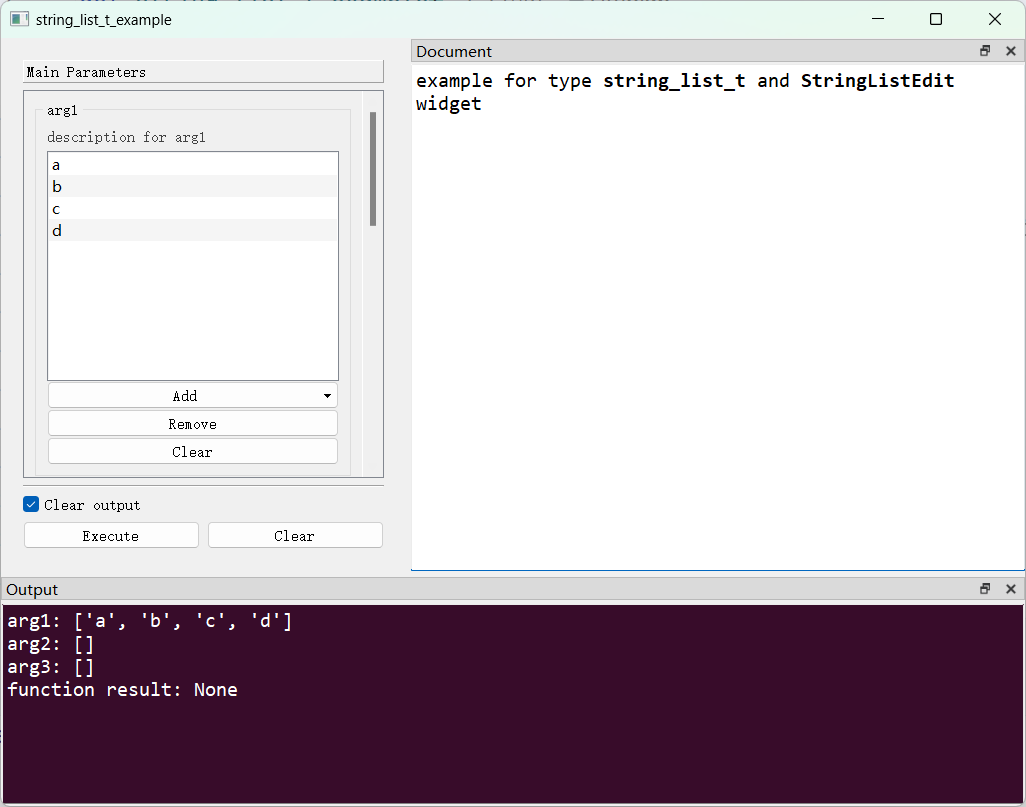 string_list_t_example
Main Parameters
arg1
description for arg1
a
b
c
d
Add
Remove
Clear
Clear output
Execute
Clear
Document
example for type string_list_t and StringListEdit
widget
Output
arg1: ['a', 'b', 'c', 'd']
arg2: []
arg3: []
function result: None